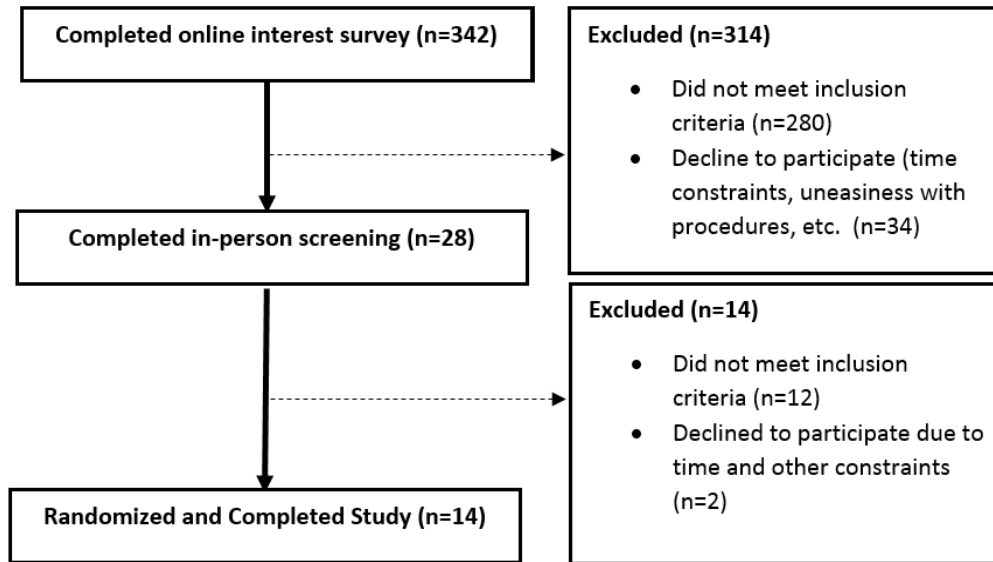 Completed online interest survey (n=342)
Excluded (n=314)
• Did not meet inclusion
criteria (n=280)
• Decline to participate (time
constraints, uneasiness with
procedures, etc.  (n=34)
Completed in-person screening (n=28)
Excluded (n=14)
• Did not meet inclusion
criteria (n=12)
• Declined to participate due to
time and other constraints
(n=2)
Randomized and Completed Study (n=14)